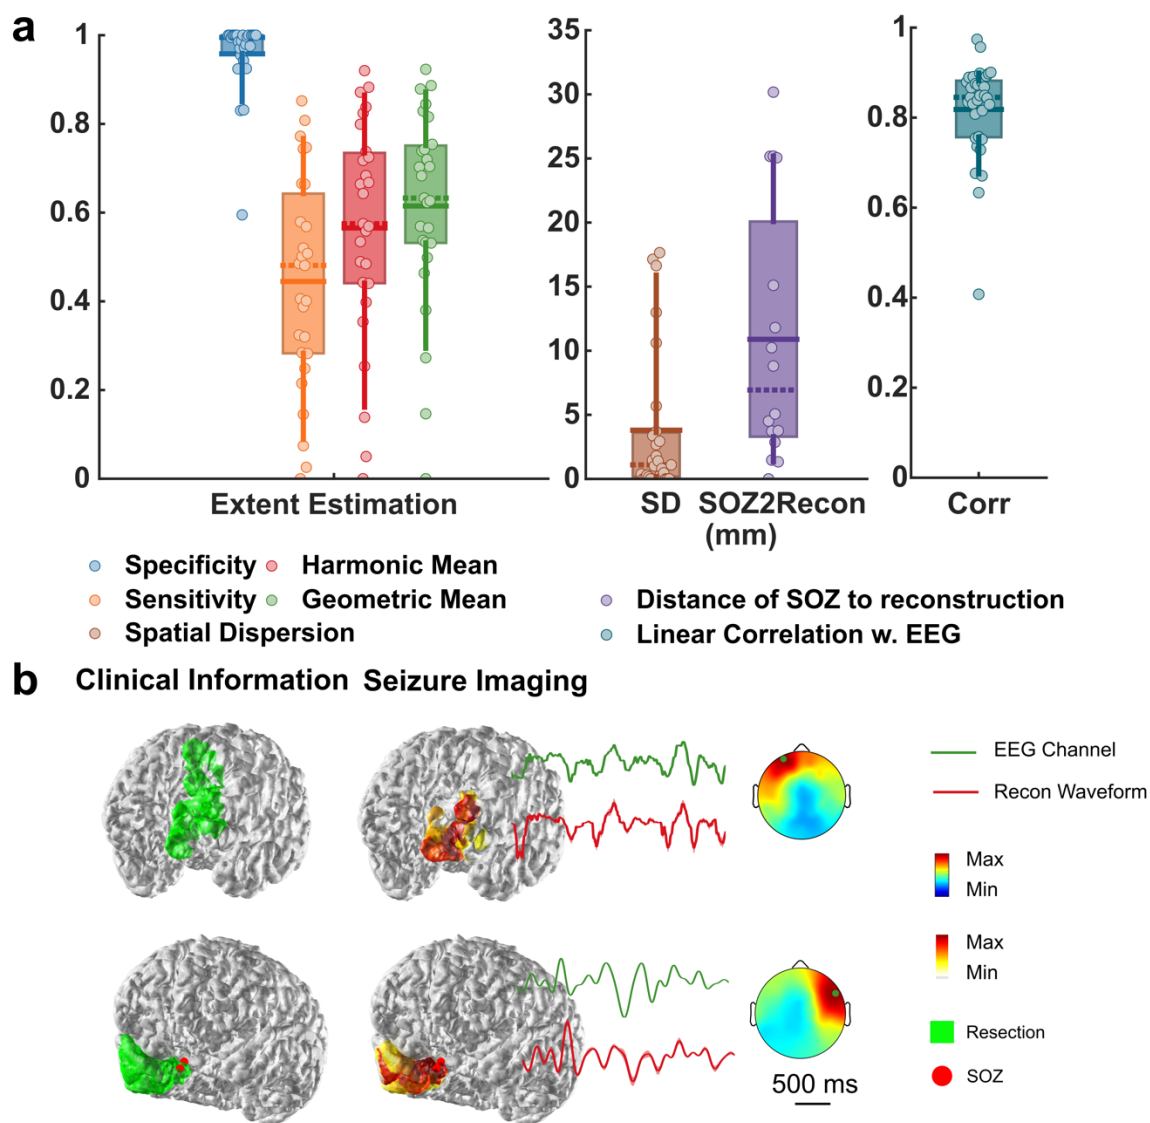 a
1
0.8
0.6
0.4
0.2
0
Extent Estimation
35
30
25
20
15
10
5
0
SD SOZ2Recon
(mm)
1
0.8
0.6
0.4
0.2
0
Corr
Specificity Harmonic Mean
Sensitivity Geometric Mean
Spatial Dispersion
Distance of SOZ to reconstruction
Linear Correlation w. EEG
b Clinical Information Seizure Imaging
EEG Channel
Recon Waveform
Max
Min
Max
Min
Resection
SOZ
500 ms